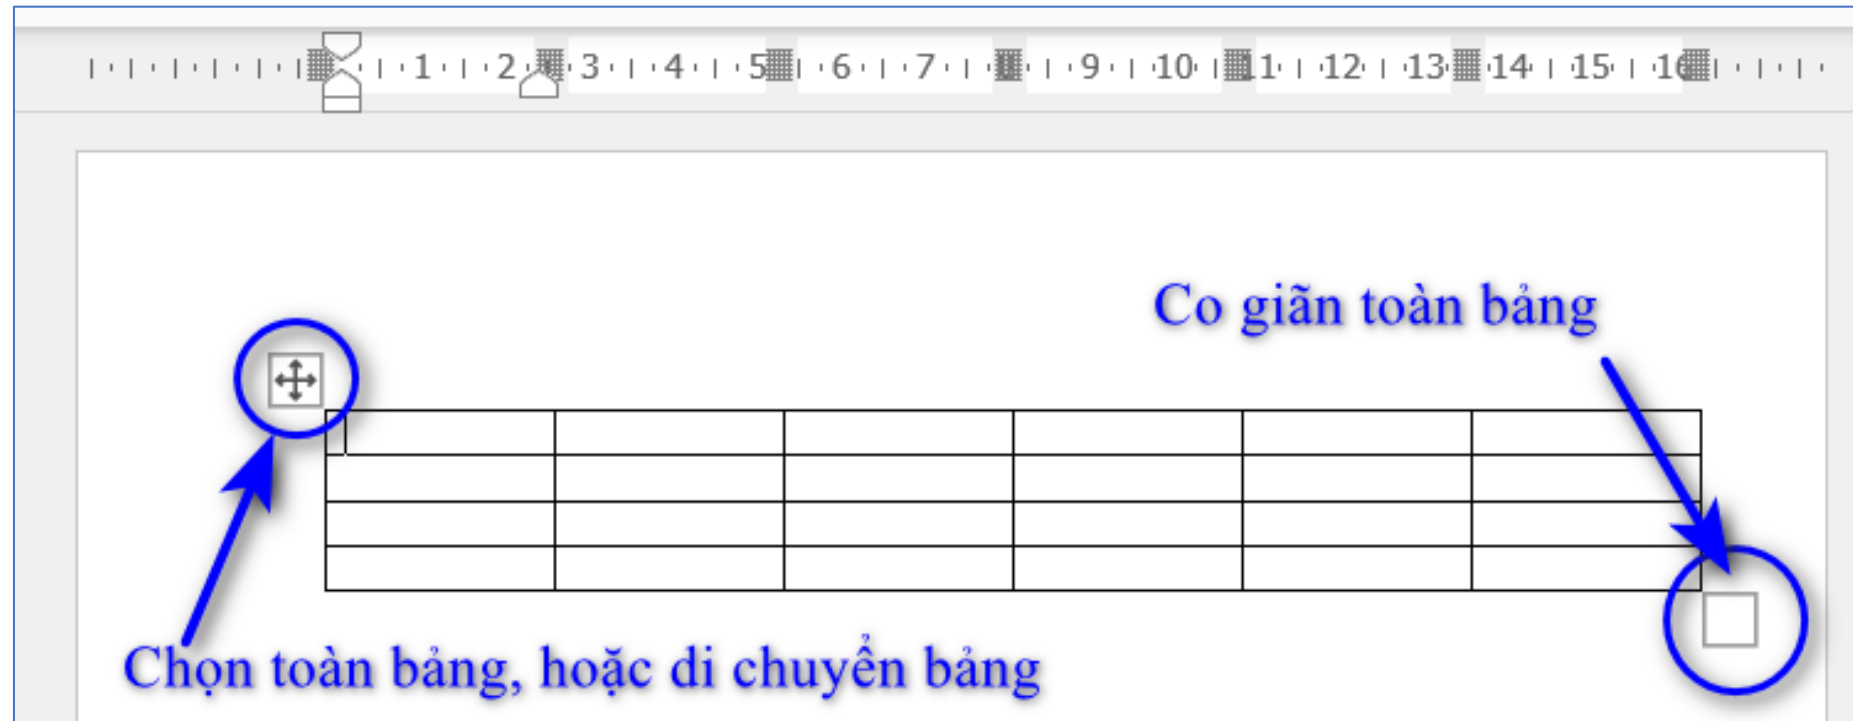 1 2 3 4 5 6 7 9 10 11 12 13 14 15 16
Co giãn toàn bảng
Chọn toàn bảng, hoặc di chuyển bảng